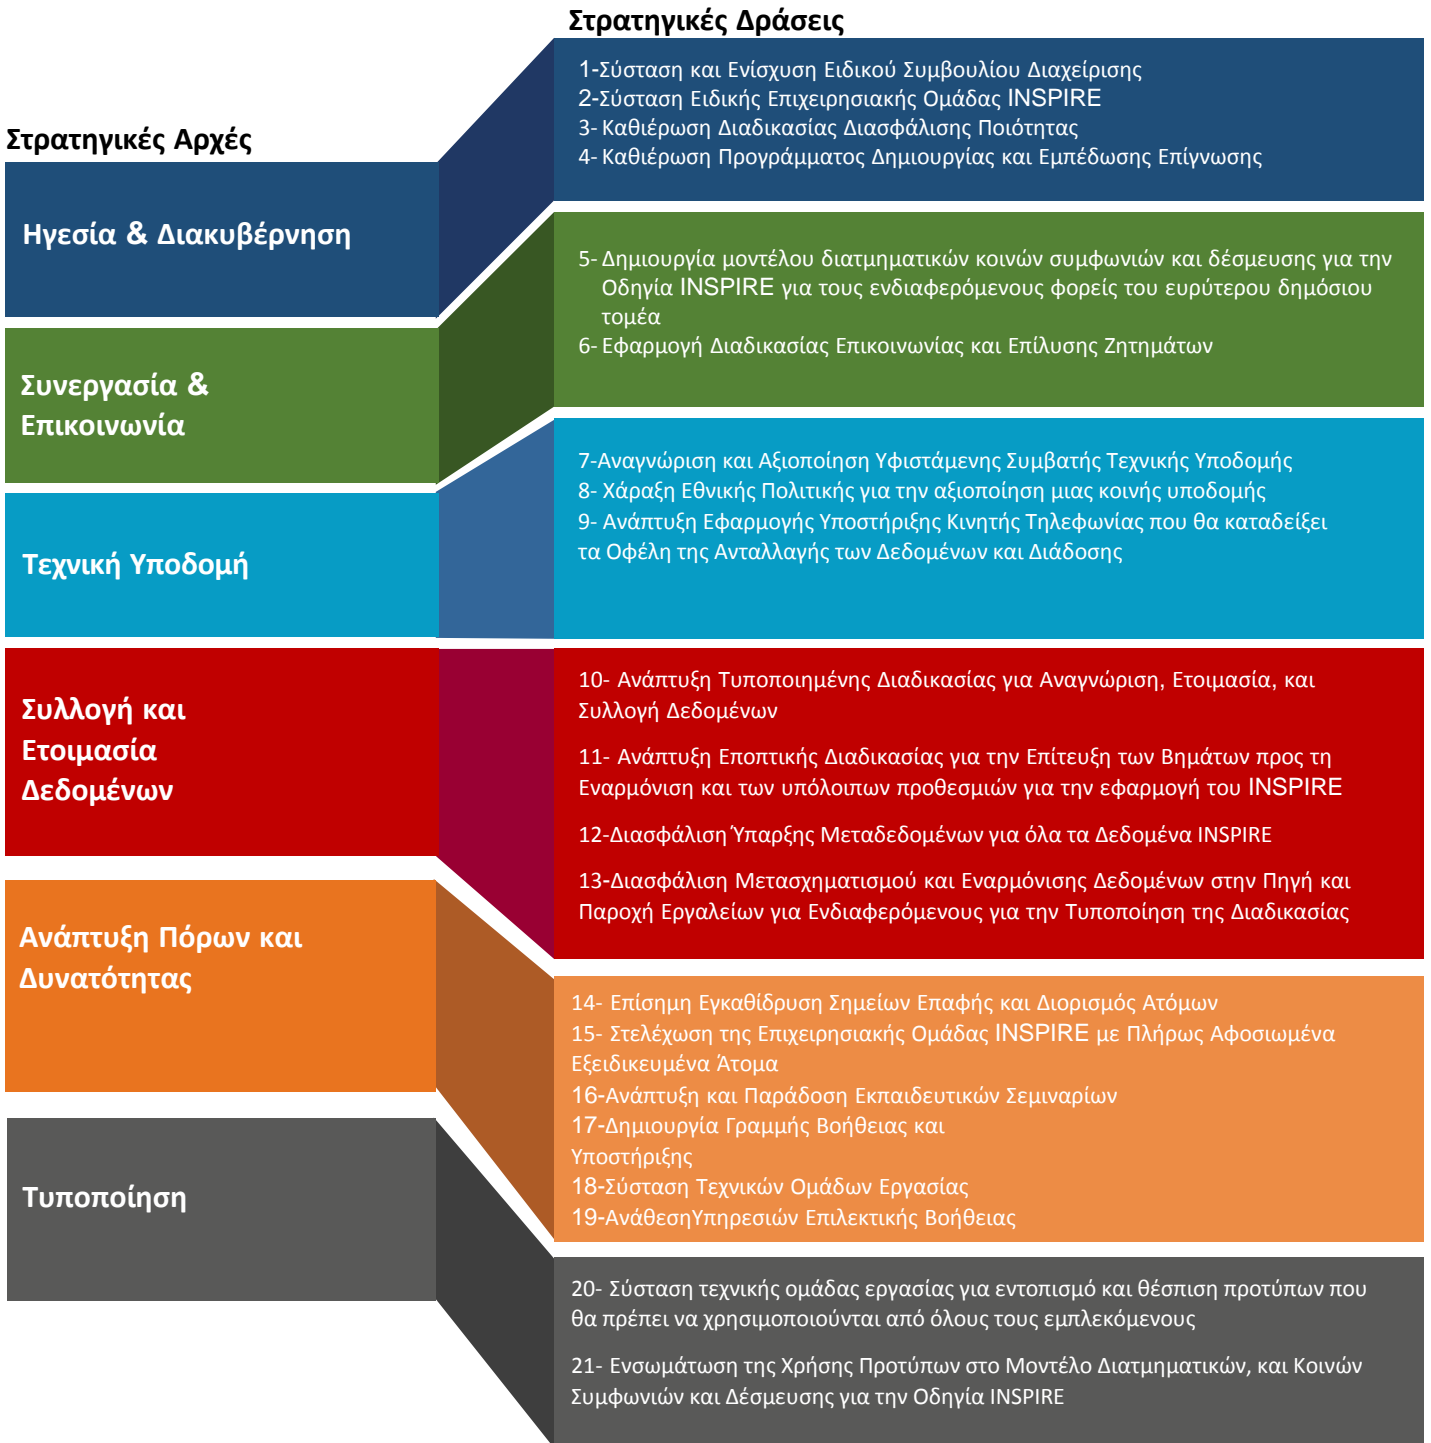 Στρατηγικές Δράσεις
1-Σύσταση και Ενίσχυση Ειδικού Συμβουλίου Διαχείρισης
2-Σύσταση Ειδικής Επιχειρησιακής Ομάδας INSPIRE
3- Καθιέρωση Διαδικασίας Διασφάλισης Ποιότητας
4- Καθιέρωση Προγράμματος Δημιουργίας και Εμπέδωσης Επίγνωσης
Στρατηγικές Αρχές
Ηγεσία & Διακυβέρνηση
5- Δημιουργία μοντέλου διατμηματικών κοινών συμφωνιών και δέσμευσης για την
Οδηγία INSPIRE για τους ενδιαφερόμενους φορείς του ευρύτερου δημόσιου
τομέα
6- Εφαρμογή Διαδικασίας Επικοινωνίας και Επίλυσης Ζητημάτων
Συνεργασία &
Επικοινωνία
7-Αναγνώριση και Αξιοποίηση Υφιστάμενης Συμβατής Τεχνικής Υποδομής
8- Χάραξη Εθνικής Πολιτικής για την αξιοποίηση μιας κοινής υποδομής
9- Ανάπτυξη Εφαρμογής Υποστήριξης Κινητής Τηλεφωνίας που θα καταδείξει
τα Οφέλη της Ανταλλαγής των Δεδομένων και Διάδοσης
Τεχνική Υποδομή
10- Ανάπτυξη Τυποποιημένης Διαδικασίας για Αναγνώριση, Ετοιμασία, και
Συλλογή Δεδομένων
11- Ανάπτυξη Εποπτικής Διαδικασίας για την Επίτευξη των Βημάτων προς τη
Εναρμόνιση και των υπόλοιπων προθεσμιών για την εφαρμογή του INSPIRE
12-Διασφάλιση Ύπαρξης Μεταδεδομένων για όλα τα Δεδομένα INSPIRE
13-Διασφάλιση Μετασχηματισμού και Εναρμόνισης Δεδομένων στην Πηγή και
Παροχή Εργαλείων για Ενδιαφερόμενους για την Τυποποίηση της Διαδικασίας
Συλλογή και
Ετοιμασία
Δεδομένων
Ανάπτυξη Πόρων και
Δυνατότητας
14- Επίσημη Εγκαθίδρυση Σημείων Επαφής και Διορισμός Ατόμων
15- Στελέχωση της Επιχειρησιακής Ομάδας INSPIRE με Πλήρως Αφοσιωμένα
Εξειδικευμένα Άτομα
16-Ανάπτυξη και Παράδοση Εκπαιδευτικών Σεμιναρίων
17-Δημιουργία Γραμμής Βοήθειας και
Υποστήριξης
18-Σύσταση Τεχνικών Ομάδων Εργασίας
19-ΑνάθεσηΥπηρεσιών Επιλεκτικής Βοήθειας
Τυποποίηση
20- Σύσταση τεχνικής ομάδας εργασίας για εντοπισμό και θέσπιση προτύπων που
θα πρέπει να χρησιμοποιούνται από όλους τους εμπλεκόμενους
21- Ενσωμάτωση της Χρήσης Προτύπων στο Μοντέλο Διατμηματικών, και Κοινών
Συμφωνιών και Δέσμευσης για την Οδηγία INSPIRE